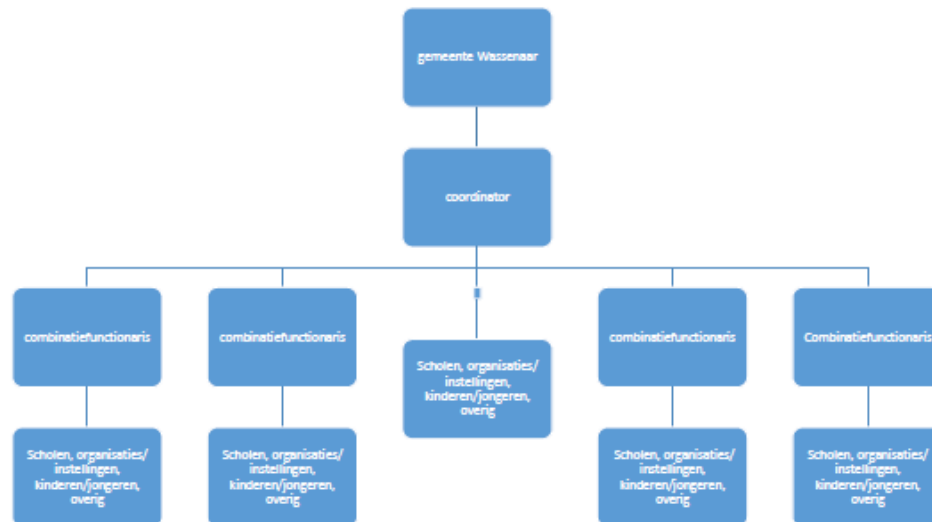 gemeente Wassenaar
coordinator
combinatiefunctionaris
combinatiefunctionaris
combinatiefunctionaris
Combinatiefunctionaris
Scholen, organisaties/
instellingen,
kinderen/jongeren,
overig
Scholen, organisaties/
instellingen,
kinderen/jongeren,
overig
Scholen, organisaties/
instellingen,
kinderen/jongeren,
overig
Scholen, organisaties/
instellingen,
kinderen/jongeren,
overig
Scholen, organisaties/
instellingen,
kinderen/jongeren,
overig